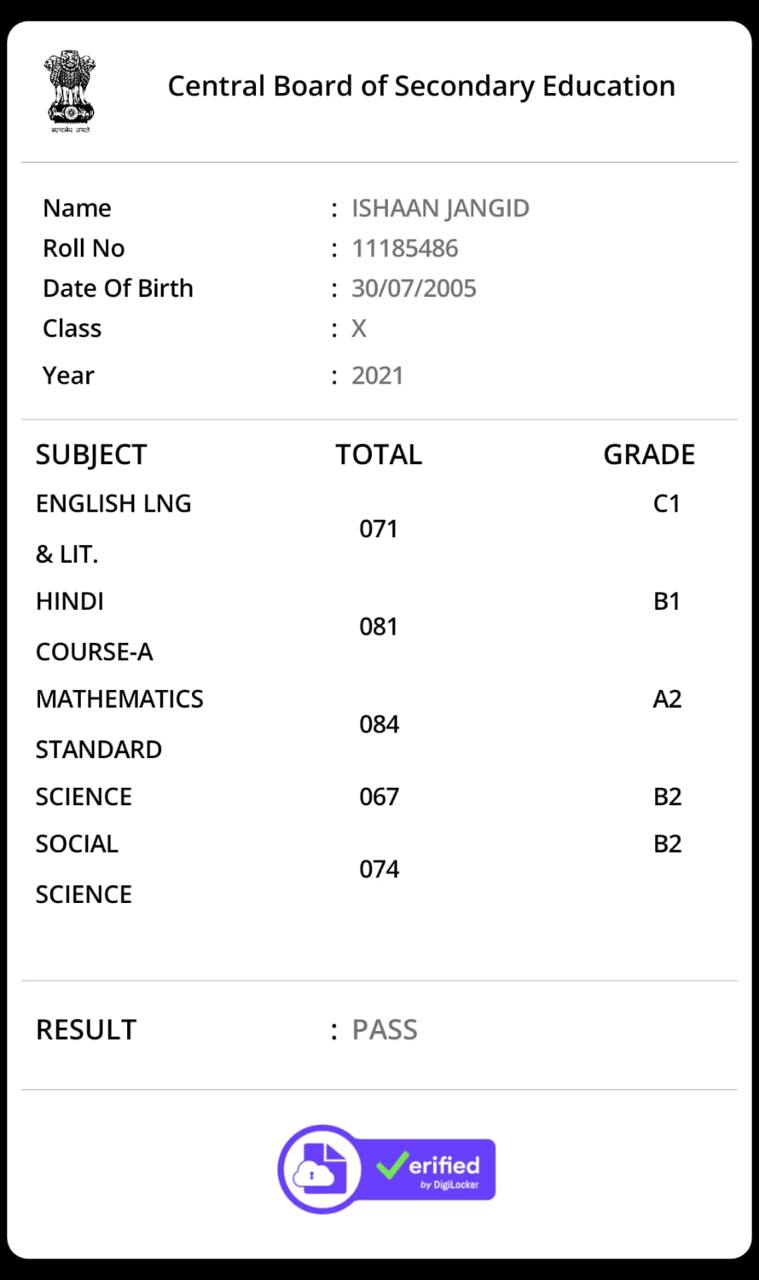 सत्यमेव जयते
Central Board of Secondary Education
Name : ISHAAN JANGID
Roll No : 11185486
Date Of Birth : 30/07/2005
Class : X
Year : 2021
SUBJECT TOTAL GRADE
ENGLISH LNG & LIT. 071 C1
HINDI COURSE-A 081 B1
MATHEMATICS STANDARD 084 A2
SCIENCE 067 B2
SOCIAL SCIENCE 074 B2
RESULT : PASS
Verified
by DigiLocker